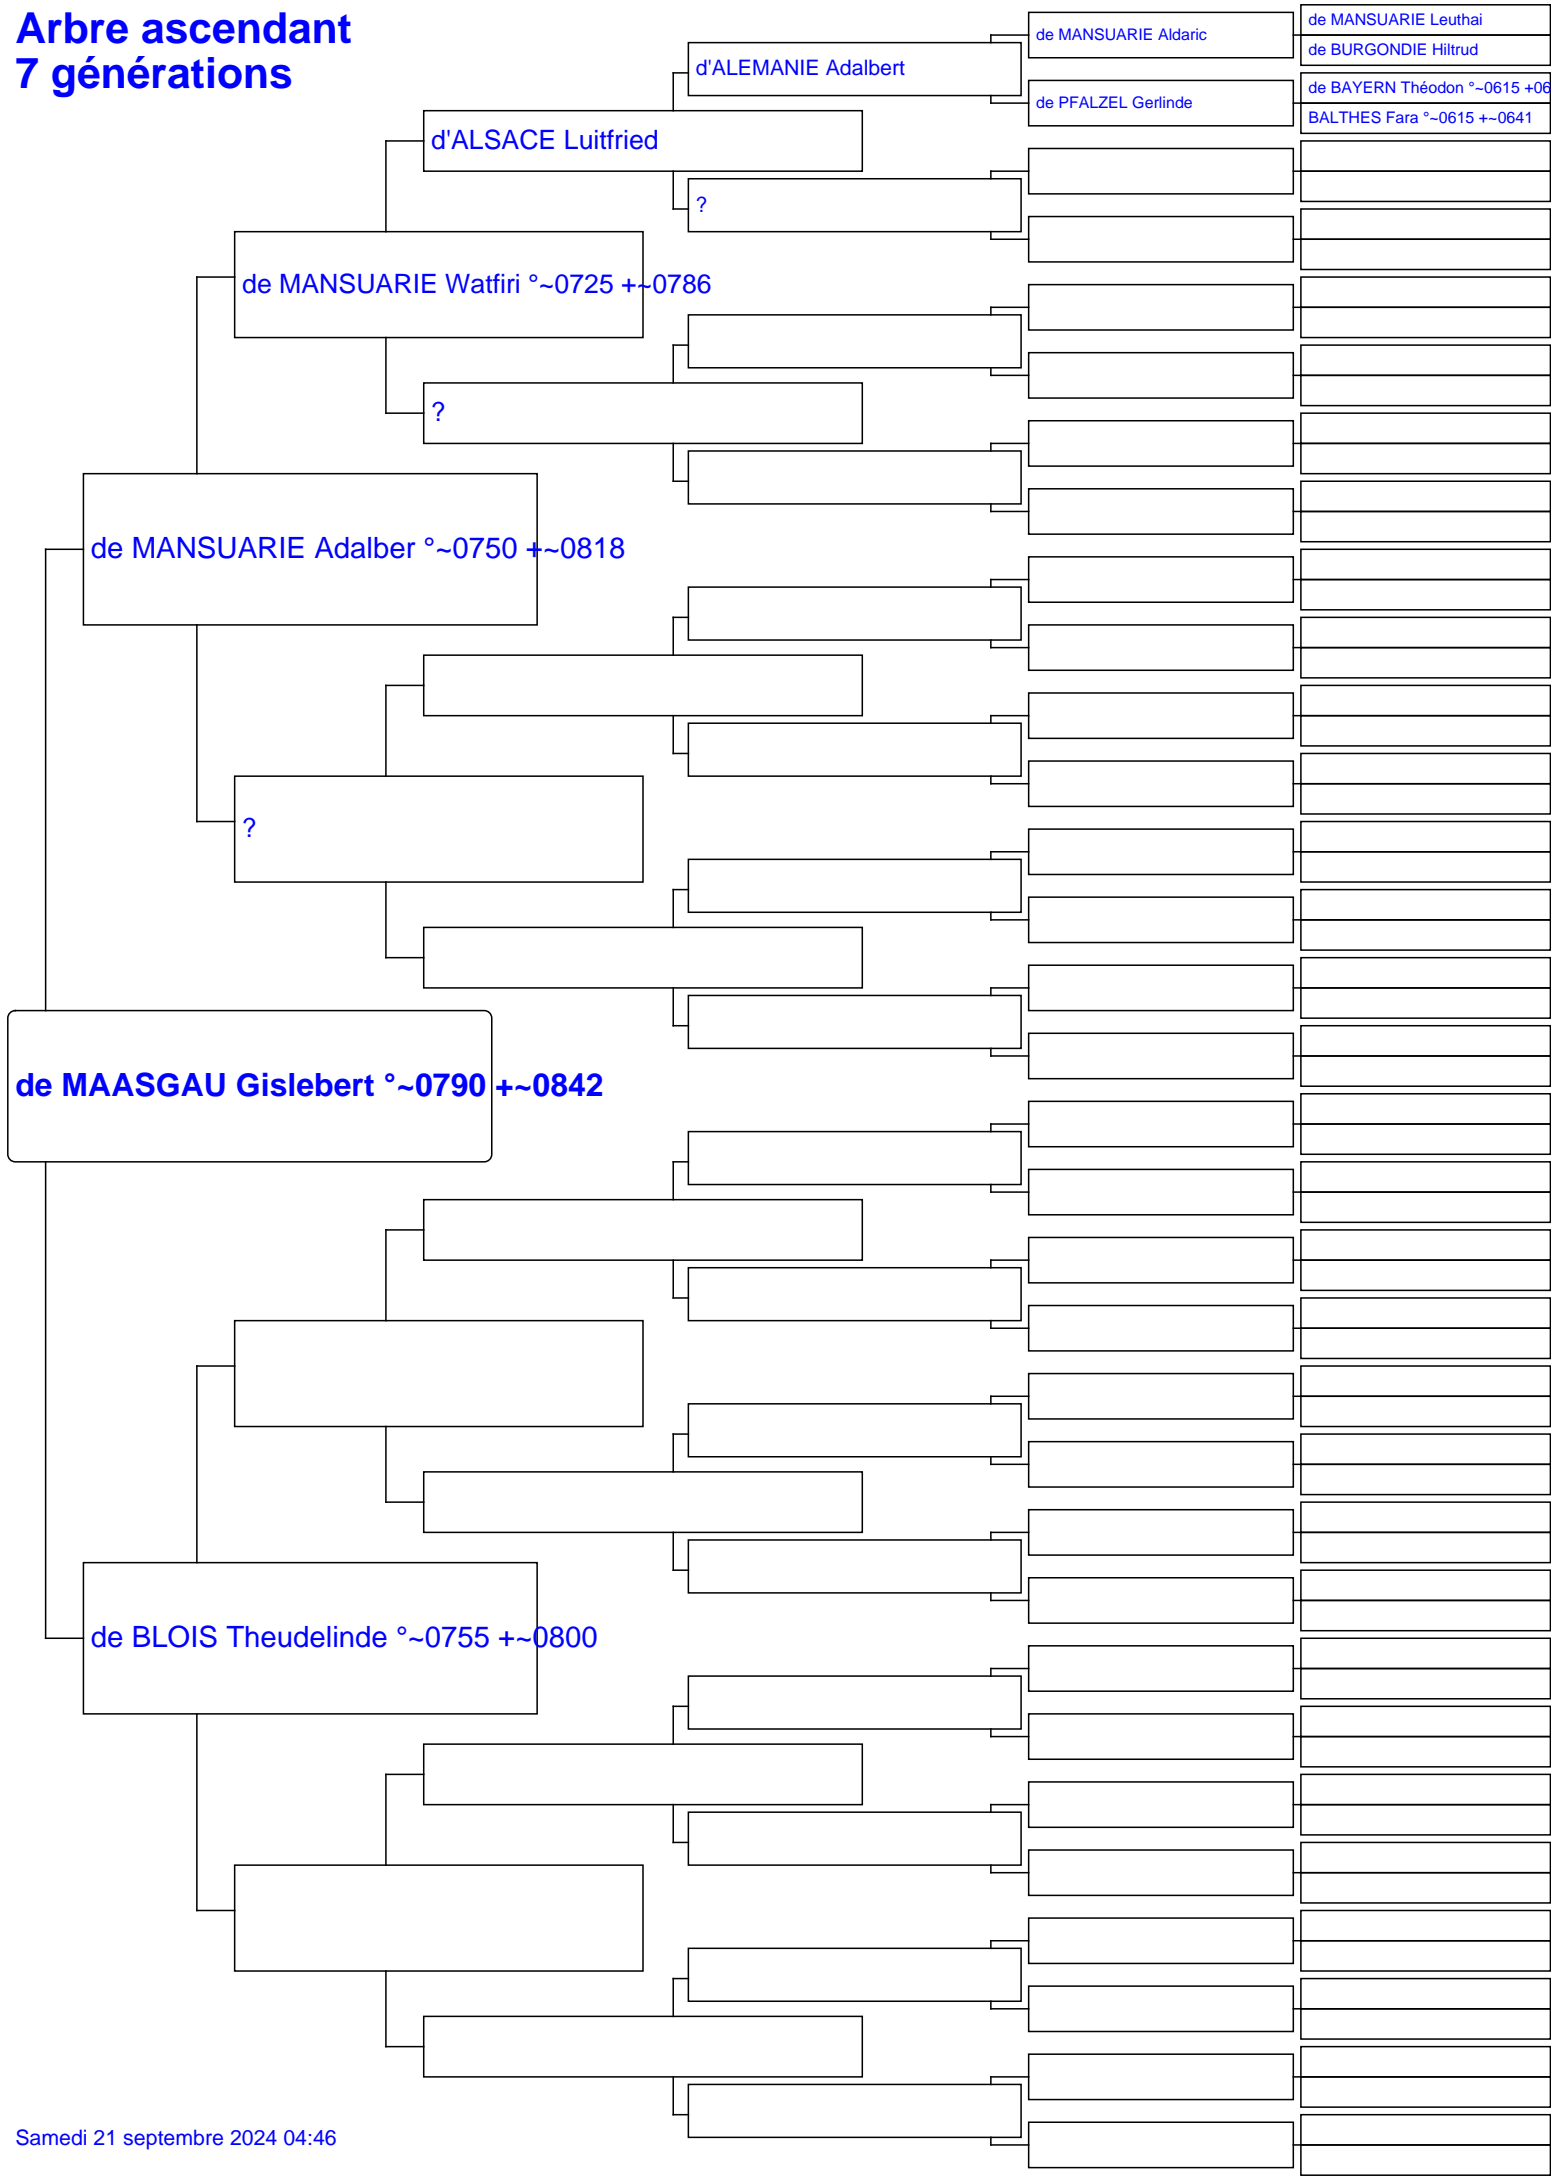 Arbre ascendant
7 générations
de MANSUARIE Leuthai
de MANSUARIE Aldaric
de BURGONDIE Hiltrud
d'ALEMANIE Adalbert
de BAYERN Théodon °~0615 +06
de PFALZEL Gerlinde
BALTHES Fara °~0615 +~0641
d'ALSACE Luitfried
?
de MANSUARIE Watfiri °~0725 +~0786
?
de MANSUARIE Adalber °~0750 +~0818
?
de MAASGAU Gislebert °~0790 +~0842
de BLOIS Theudelinde °~0755 +~0800
Samedi 21 septembre 2024 04:46